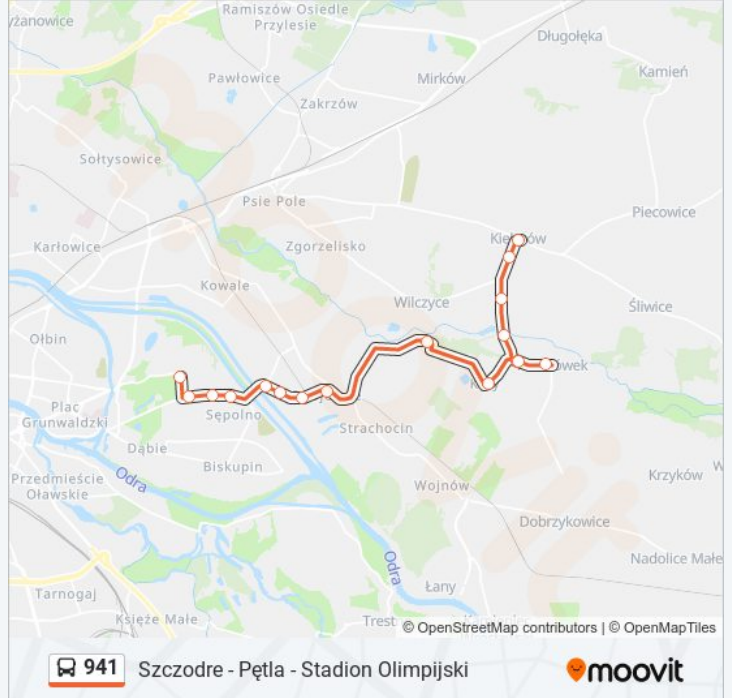 yżanowice
Ramiszów Osiedle
Przylesie
Długołęka
Pawłowice
Mirków
Kamień
Zakrzów
Sołtysowice
Psie Pole
Piecowice
Karłowice
Zgorzelisko
Kowale
Wilczyce
Śliwice
Ołbin
Plac
Grunwaldzki
Sępolno
Strachocin
Dąbie
Biskupin
Przedmieście
Oławskie
Odra
Wojnów
Krzyków
W
Dobrzykowice
Nadolice Małe
Odra
Tarnogaj
Łany
Księże Małe
Trest
© OpenStreetMap contributors | © OpenMapTiles
941 Szczodre - Pętla - Stadion Olimpijski
moovit